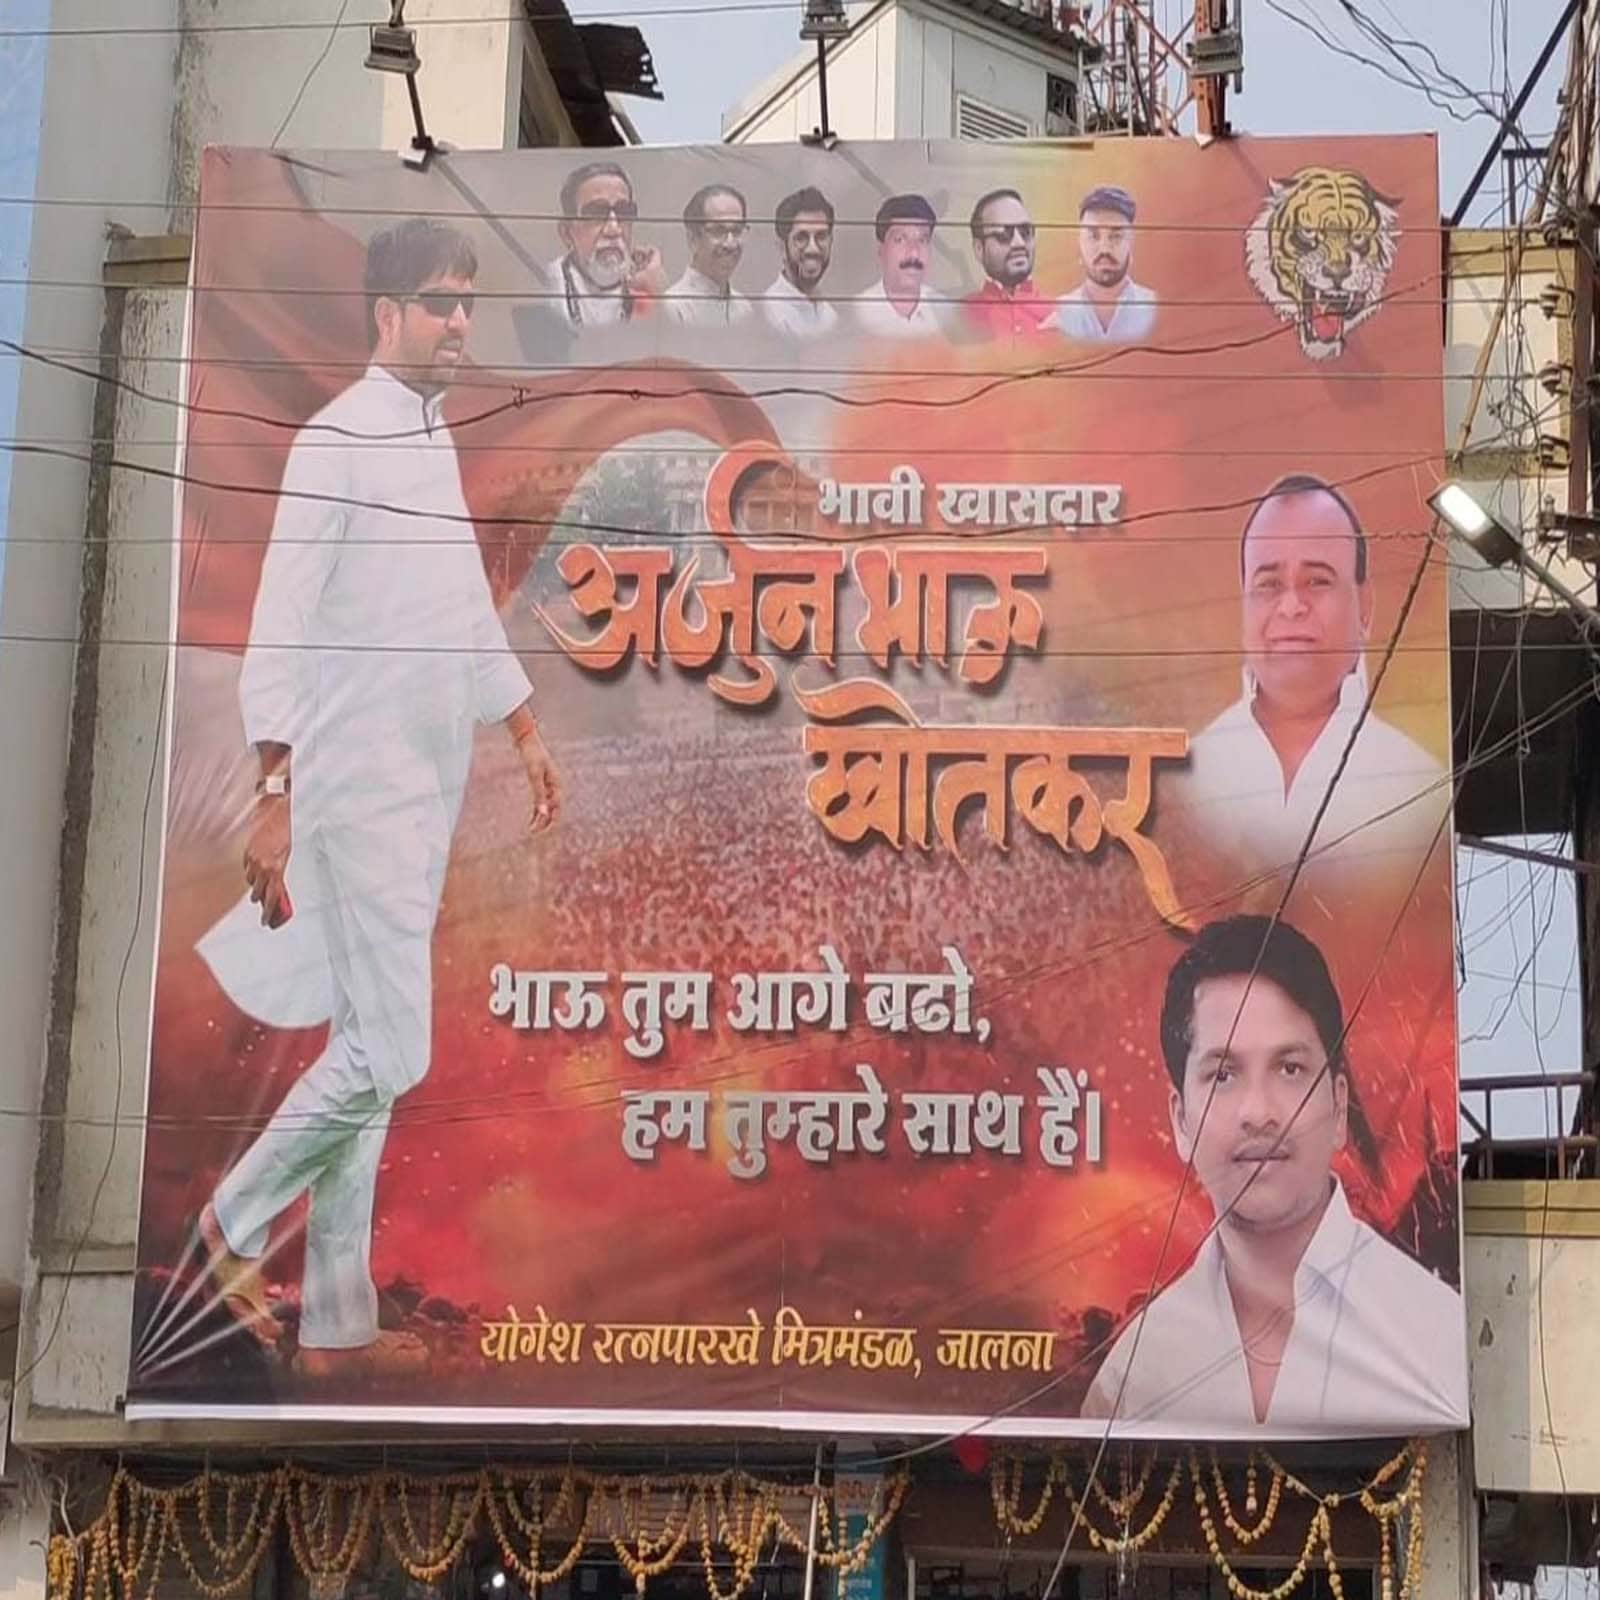 भावी खासदार
अर्जुन भाऊ
खोतकर
भाऊ तुम आगे बढो,
हम तुम्हारे साथ हैं।
योगेश रत्नपारखे मित्रमंडळ, जालना